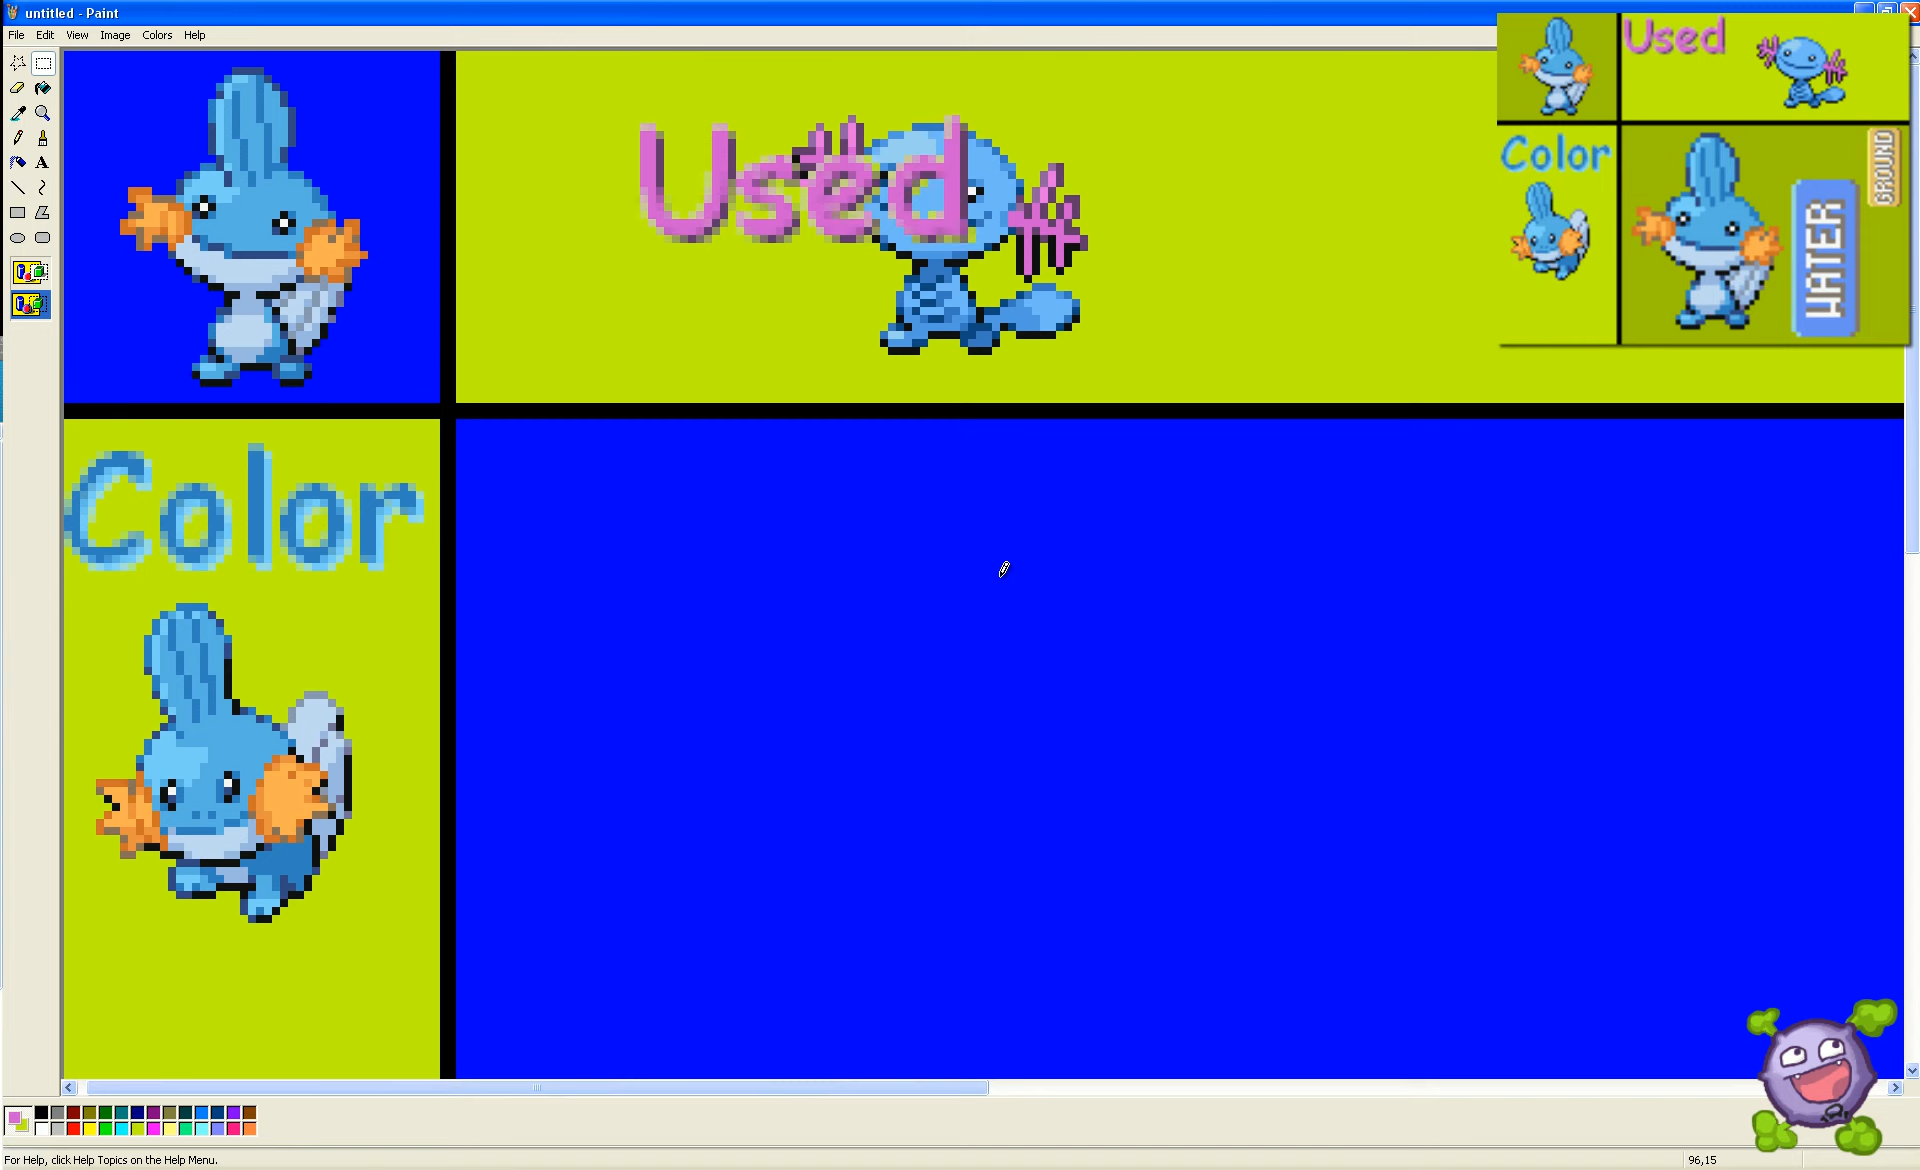 untitled - Paint
File Edit View Image Colors Help
Used
Used
Color
Color
GROUND
WATER
For Help, click Help Topics on the Help Menu.
96,15